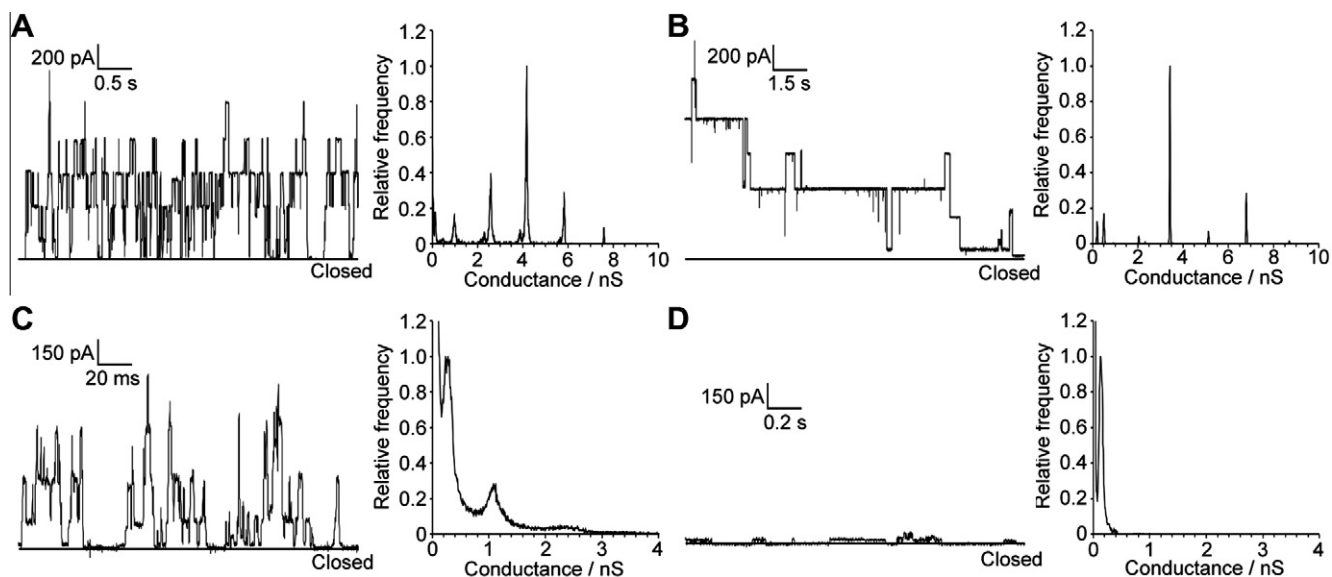 A
200 pA
0.5 s
Closed
Relative frequency
1.2
1.0
0.8
0.6
0.4
0.2
0
0 2 4 6 8 10
Conductance / nS
B
200 pA
1.5 s
Closed
Relative frequency
1.2
1.0
0.8
0.6
0.4
0.2
0
0 2 4 6 8 10
Conductance / nS
C
150 pA
20 ms
Closed
Relative frequency
1.2
1.0
0.8
0.6
0.4
0.2
0
0 1 2 3 4
Conductance / nS
D
150 pA
0.2 s
Closed
Relative frequency
1.2
1.0
0.8
0.6
0.4
0.2
0
0 1 2 3 4
Conductance / nS